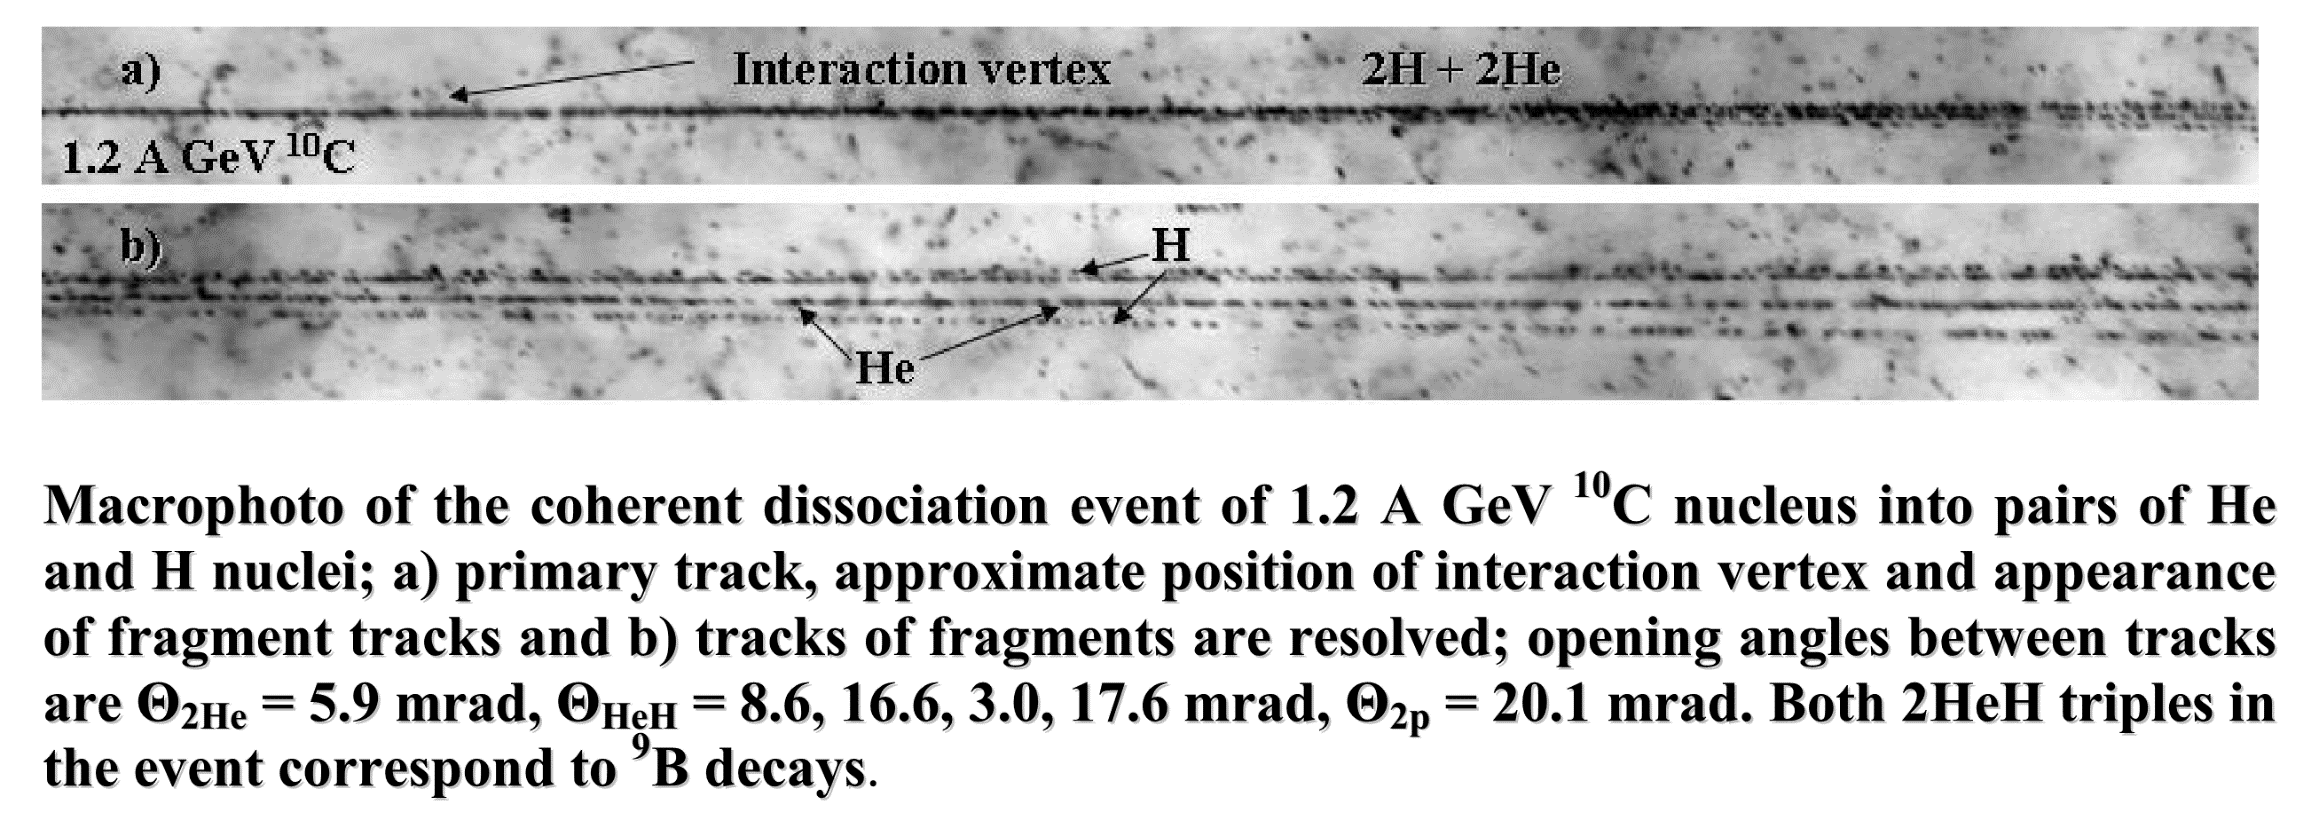 a) Interaction vertex 2H + 2He
1.2 A GeV ¹⁰C
b) H
He
Macrophoto of the coherent dissociation event of 1.2 A GeV ¹⁰C nucleus into pairs of He
and H nuclei; a) primary track, approximate position of interaction vertex and appearance
of fragment tracks and b) tracks of fragments are resolved; opening angles between tracks
are Θ₂He = 5.9 mrad, ΘHeH = 8.6, 16.6, 3.0, 17.6 mrad, Θ₂p = 20.1 mrad. Both 2HeH triples in
the event correspond to ⁹B decays.